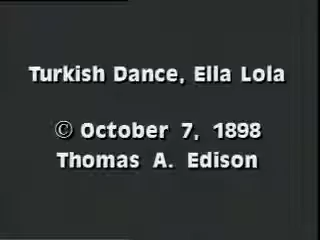 Turkish Dance, Ella Lola
© October 7, 1898
Thomas A. Edison